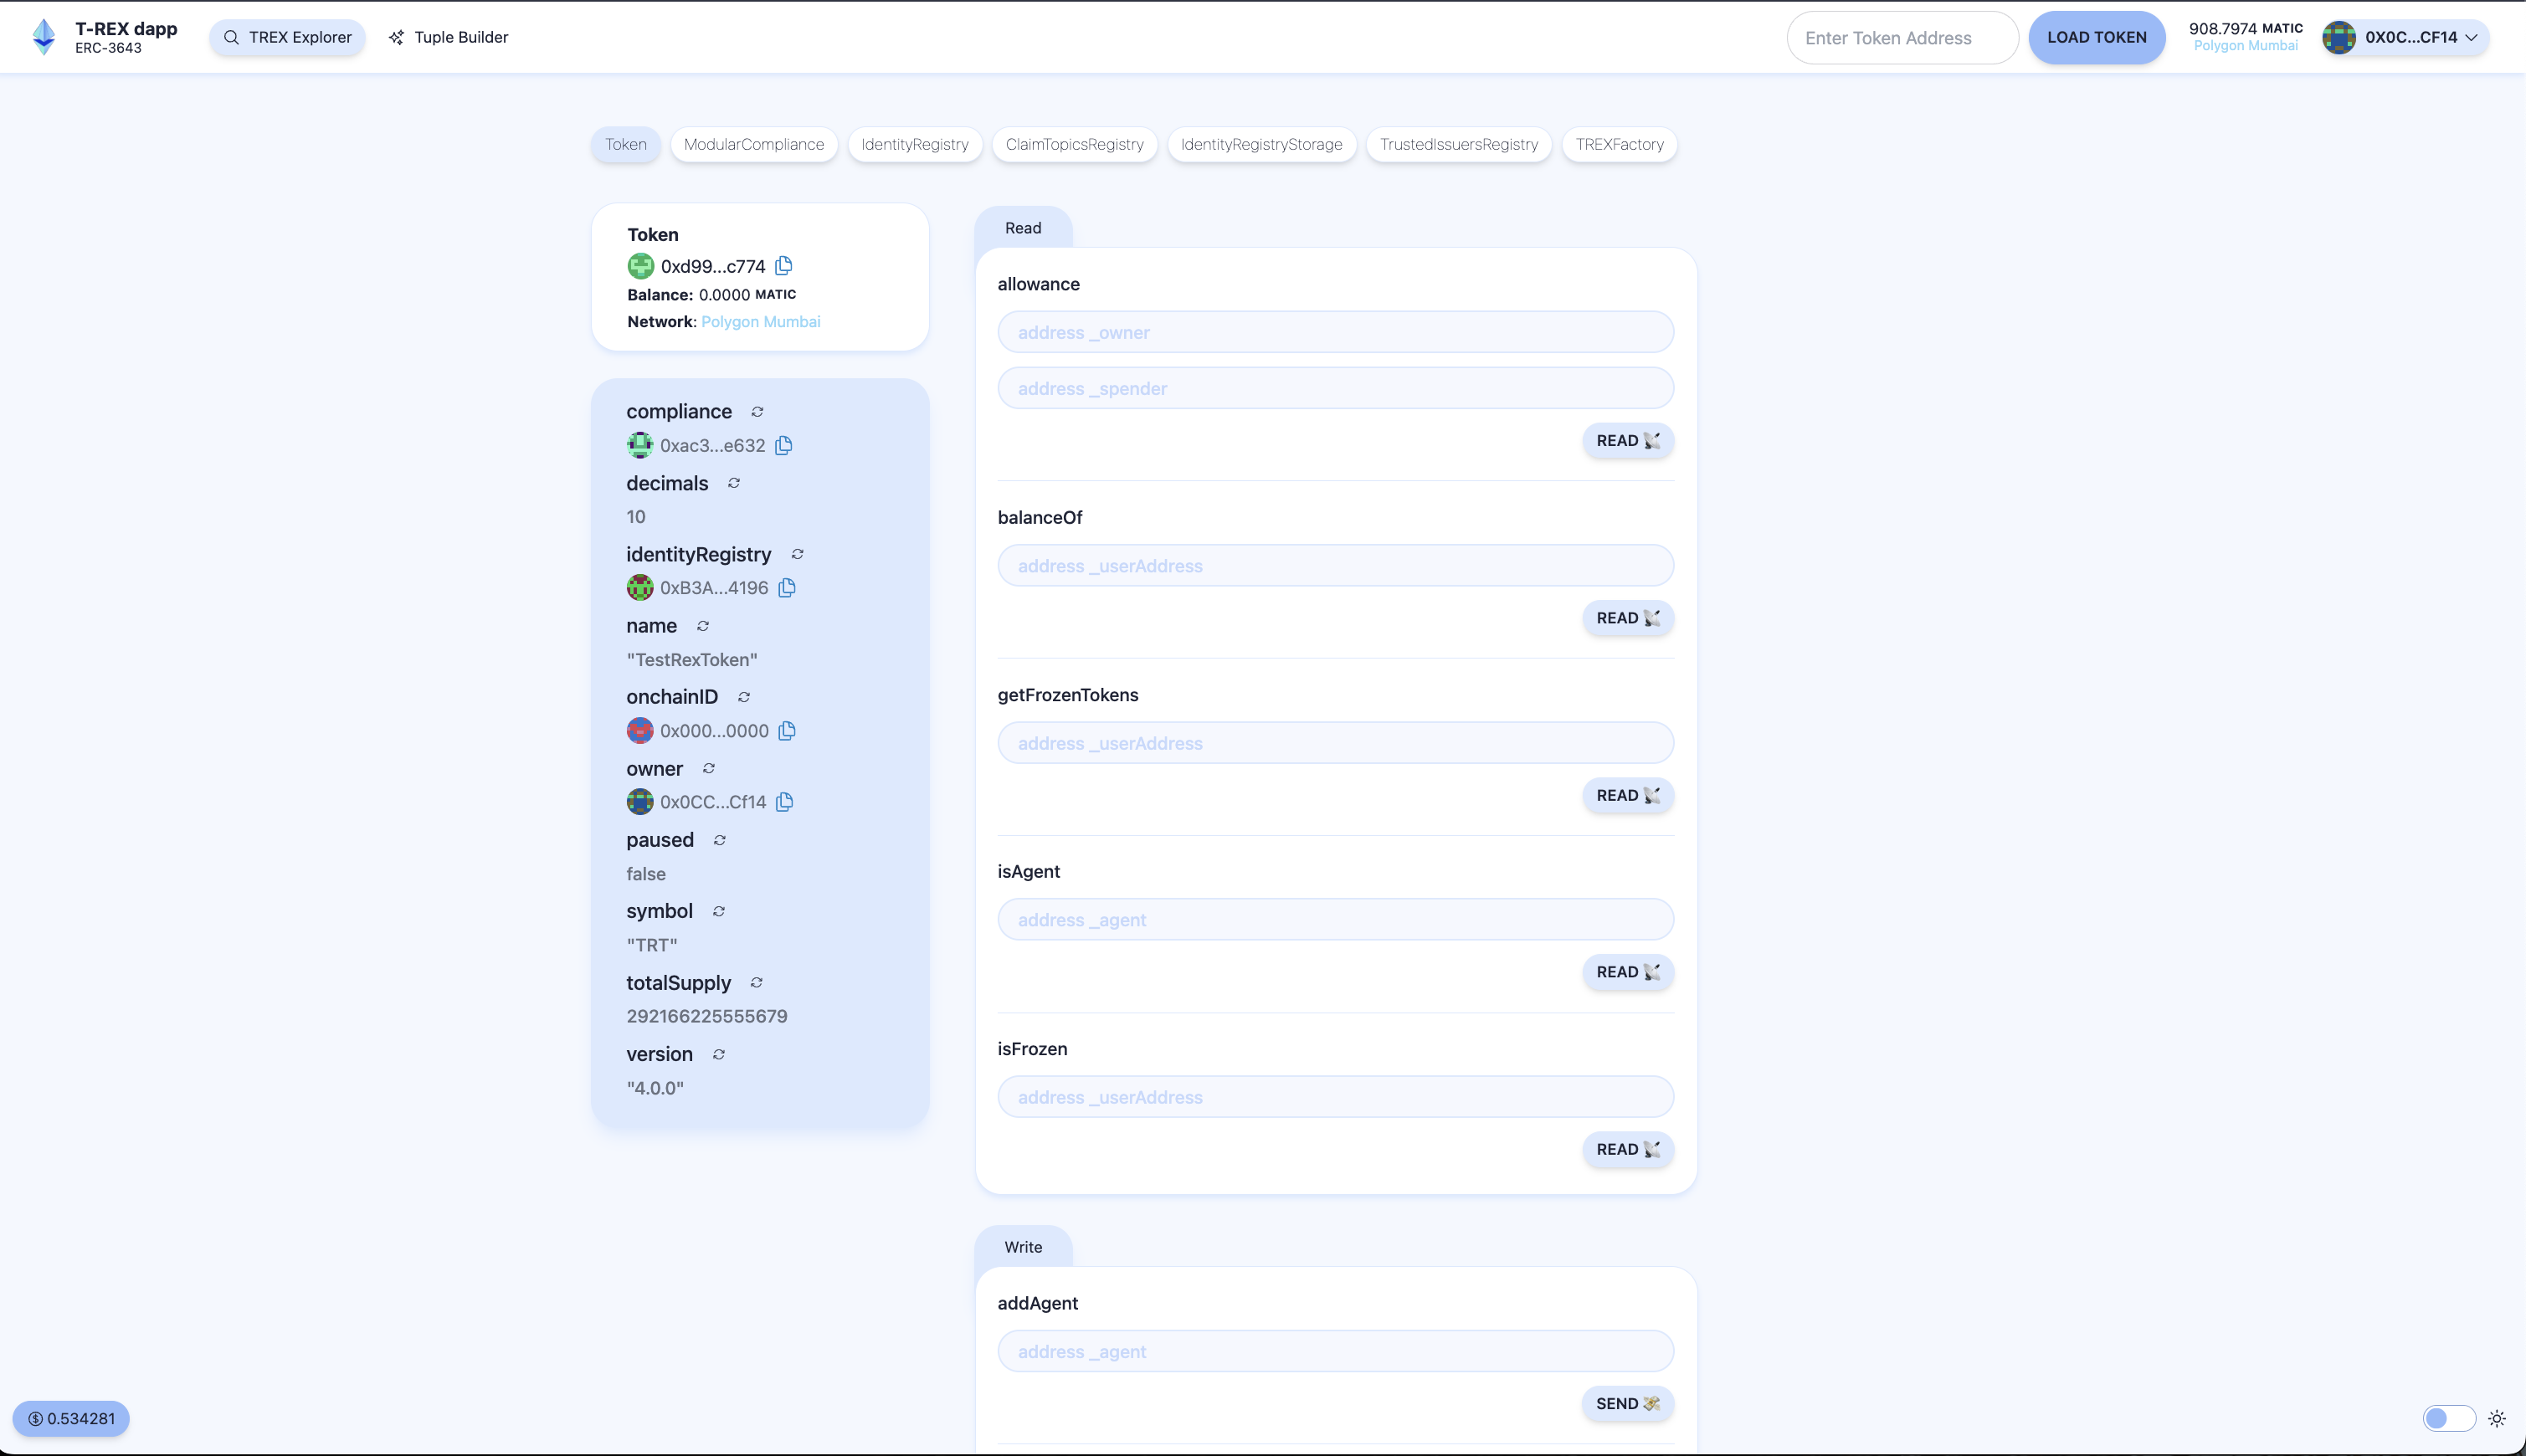 T-REX dapp
ERC-3643
TREX Explorer
Tuple Builder
Enter Token Address
LOAD TOKEN
908.7974 MATIC
Polygon Mumbai
0X0C...CF14
Token
ModularCompliance
IdentityRegistry
ClaimTopicsRegistry
IdentityRegistryStorage
TrustedIssuersRegistry
TREXFactory
Token
0xd99...c774
Balance: 0.0000 MATIC
Network: Polygon Mumbai
compliance
0xac3...e632
decimals
10
identityRegistry
0xB3A...4196
name
"TestRexToken"
onchainID
0x000...0000
owner
0x0CC...Cf14
paused
false
symbol
"TRT"
totalSupply
292166225555679
version
"4.0.0"
Read
allowance
address _owner
address _spender
READ
balanceOf
address _userAddress
READ
getFrozenTokens
address _userAddress
READ
isAgent
address _agent
READ
isFrozen
address _userAddress
READ
Write
addAgent
address _agent
SEND
0.534281